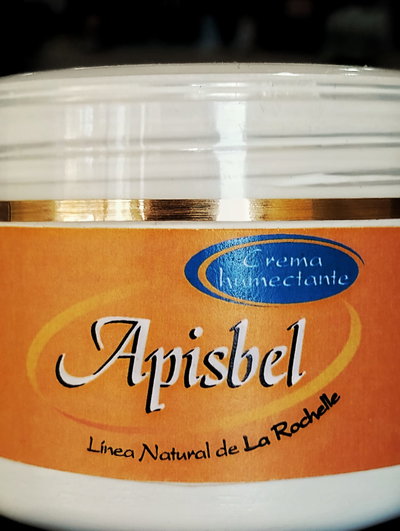 Crema
humectante
Apisbel
Línea Natural de La Rochelle